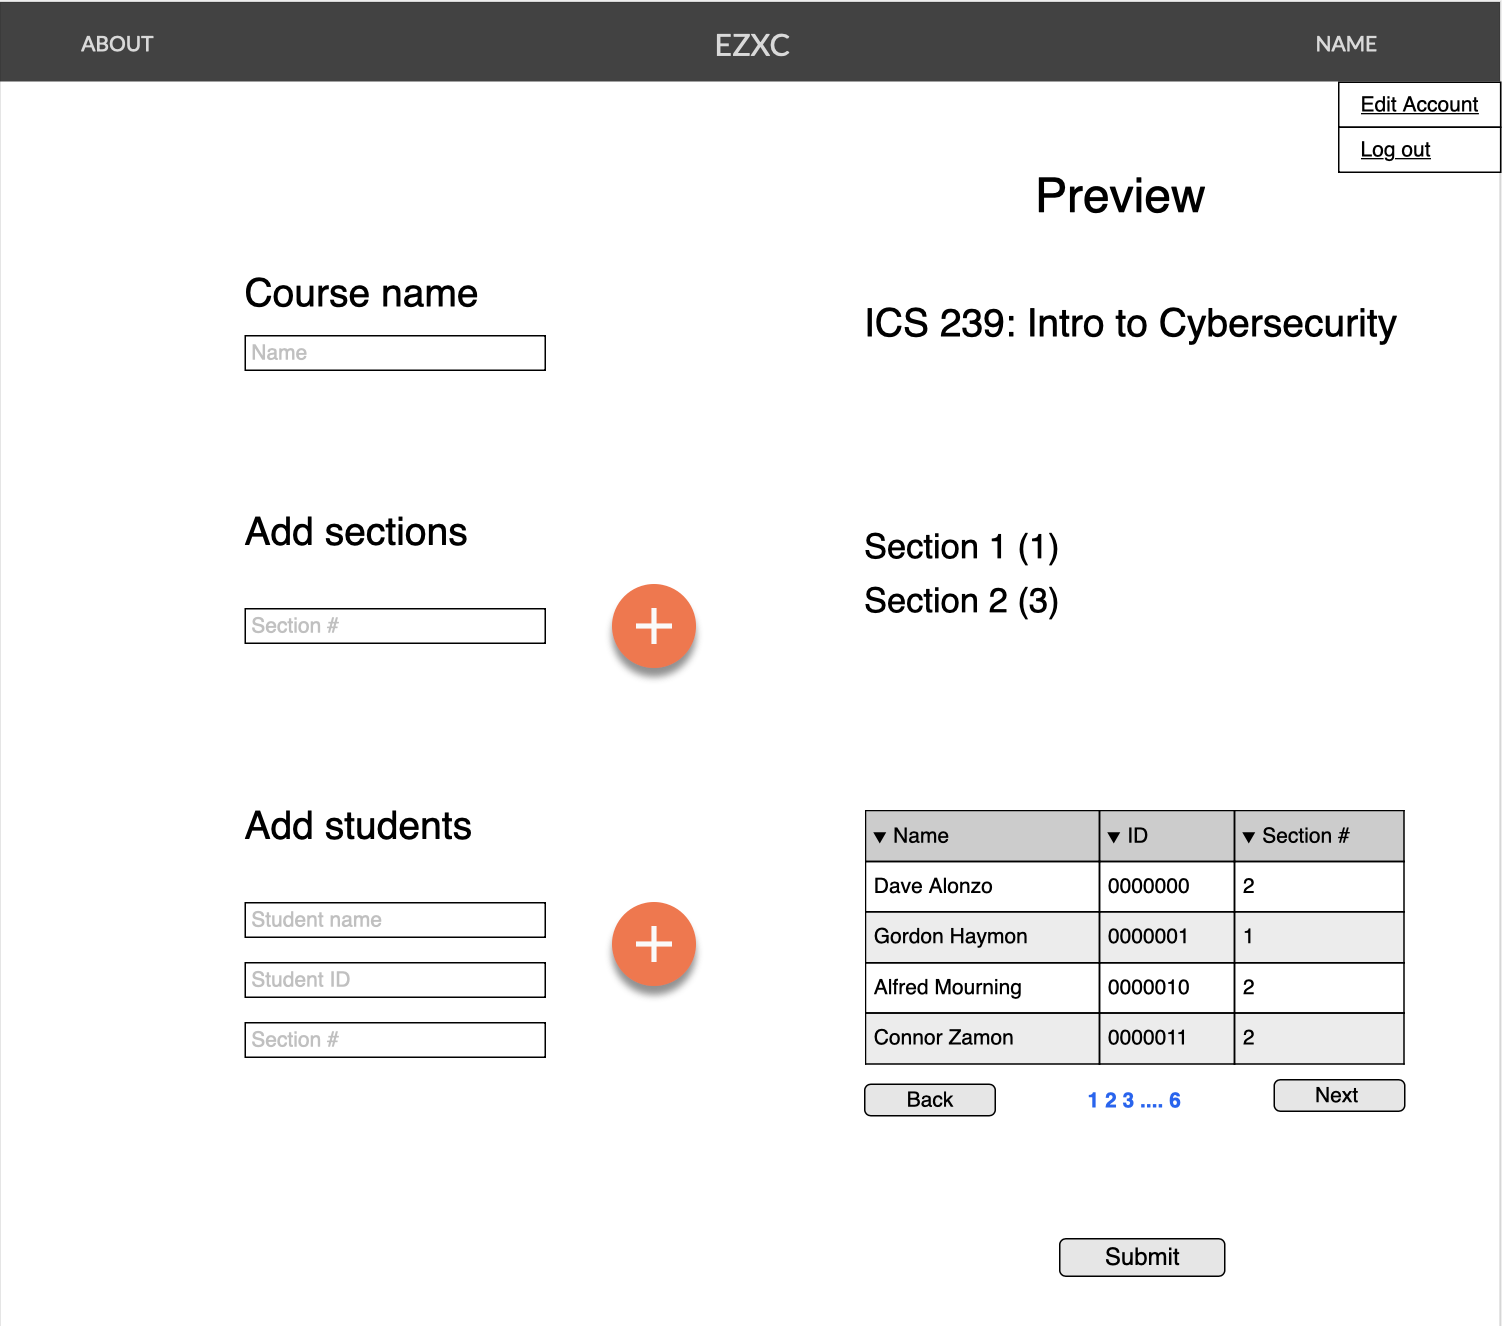 ABOUT EZXC NAME
Edit Account
Log out
Preview
Course name
Name
ICS 239: Intro to Cybersecurity
Add sections
Section #
Section 1 (1)
Section 2 (3)
Add students
Student name
Student ID
Section #
Name ID Section #
Dave Alonzo 0000000 2
Gordon Haymon 0000001 1
Alfred Mourning 0000010 2
Connor Zamon 0000011 2
Back 1 2 3 .... 6 Next
Submit